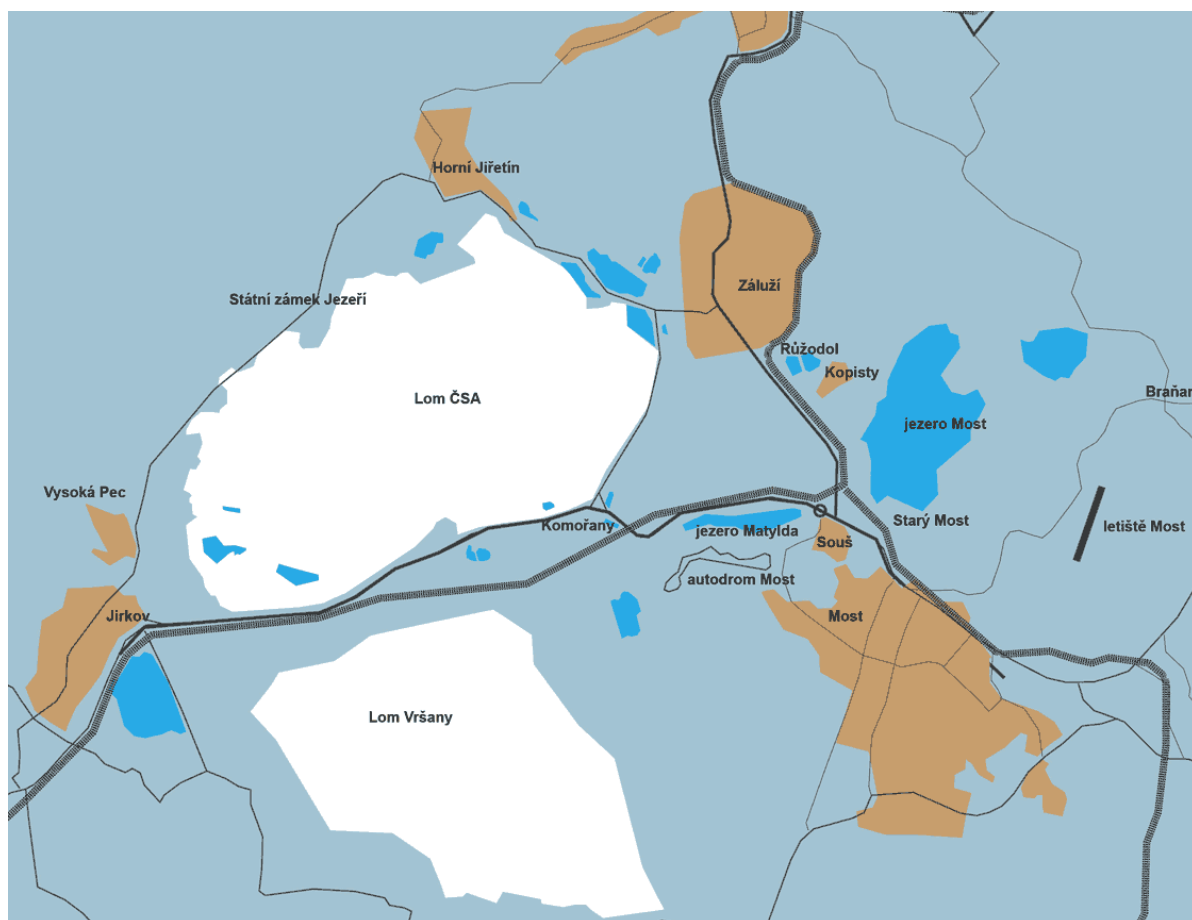 Horní Jiřetín
Záluží
Státní zámek Jezeří
Růžodol
Kopisty
Braňan
Lom ČSA
jezero Most
Vysoká Pec
Starý Most
letiště Most
Komořany
jezero Matylda
Souš
autodrom Most
Jirkov
Most
Lom Vršany